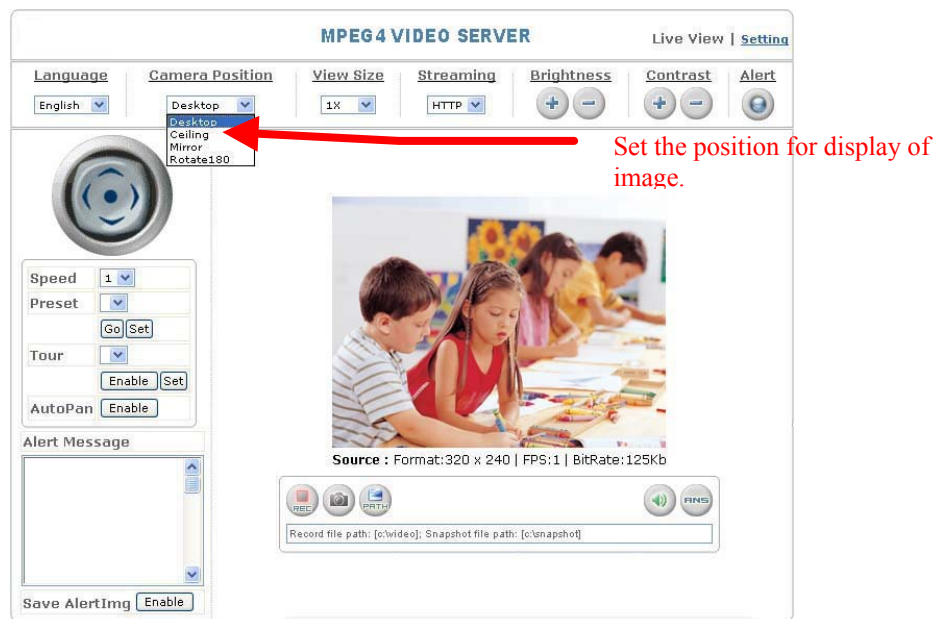 MPEG4 VIDEO SERVER
Live View | Setting
Language Camera Position View Size Streaming Brightness Contrast Alert
English Desktop 1X HTTP + - + -
Desktop
Ceiling
Mirror
Rotate180
Set the position for display of
image.
Speed 1
Preset
Go Set
Tour
Enable Set
AutoPan Enable
Alert Message
Source : Format:320 x 240 | FPS:1 | BitRate:125Kb
REC PATH ANS
Record file path: [c:\video]; Snapshot file path: [c:\snapshot]
Save AlertImg Enable